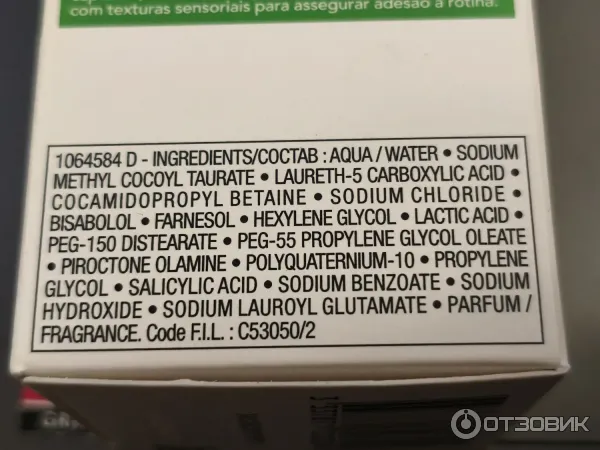 com texturas sensoriais para assegurar adesão à rotina.
1064584 D - INGREDIENTS/СОСТАВ : AQUA / WATER • SODIUM
METHYL COCOYL TAURATE • LAURETH-5 CARBOXYLIC ACID •
COCAMIDOPROPYL BETAINE • SODIUM CHLORIDE •
BISABOLOL • FARNESOL • HEXYLENE GLYCOL • LACTIC ACID •
PEG-150 DISTEARATE • PEG-55 PROPYLENE GLYCOL OLEATE
• PIROCTONE OLAMINE • POLYQUATERNIUM-10 • PROPYLENE
GLYCOL • SALICYLIC ACID • SODIUM BENZOATE • SODIUM
HYDROXIDE • SODIUM LAUROYL GLUTAMATE • PARFUM /
FRAGRANCE. Code F.I.L. : C53050/2
ОТЗОВИК